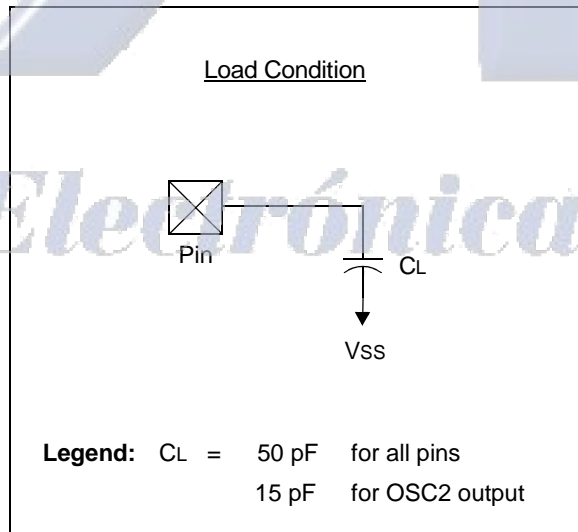 Load Condition
Electrónica
Pin
CL
VSS
Legend: CL = 50 pF for all pins
15 pF for OSC2 output